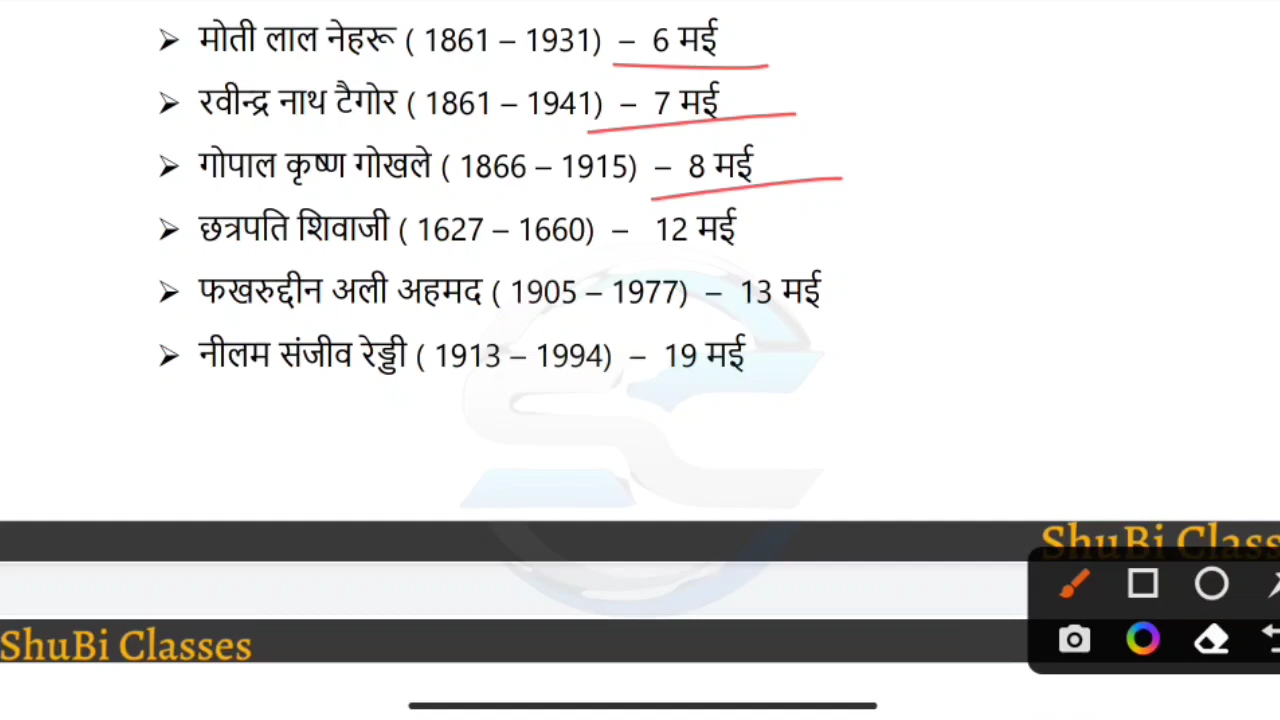 ➢ मोती लाल नेहरू ( 1861 – 1931) – 6 मई
➢ रवीन्द्र नाथ टैगोर ( 1861 – 1941) – 7 मई
➢ गोपाल कृष्ण गोखले ( 1866 – 1915) – 8 मई
➢ छत्रपति शिवाजी ( 1627 – 1660) – 12 मई
➢ फखरुद्दीन अली अहमद ( 1905 – 1977) – 13 मई
➢ नीलम संजीव रेड्डी ( 1913 – 1994) – 19 मई
ShuBi Class
ShuBi Classes